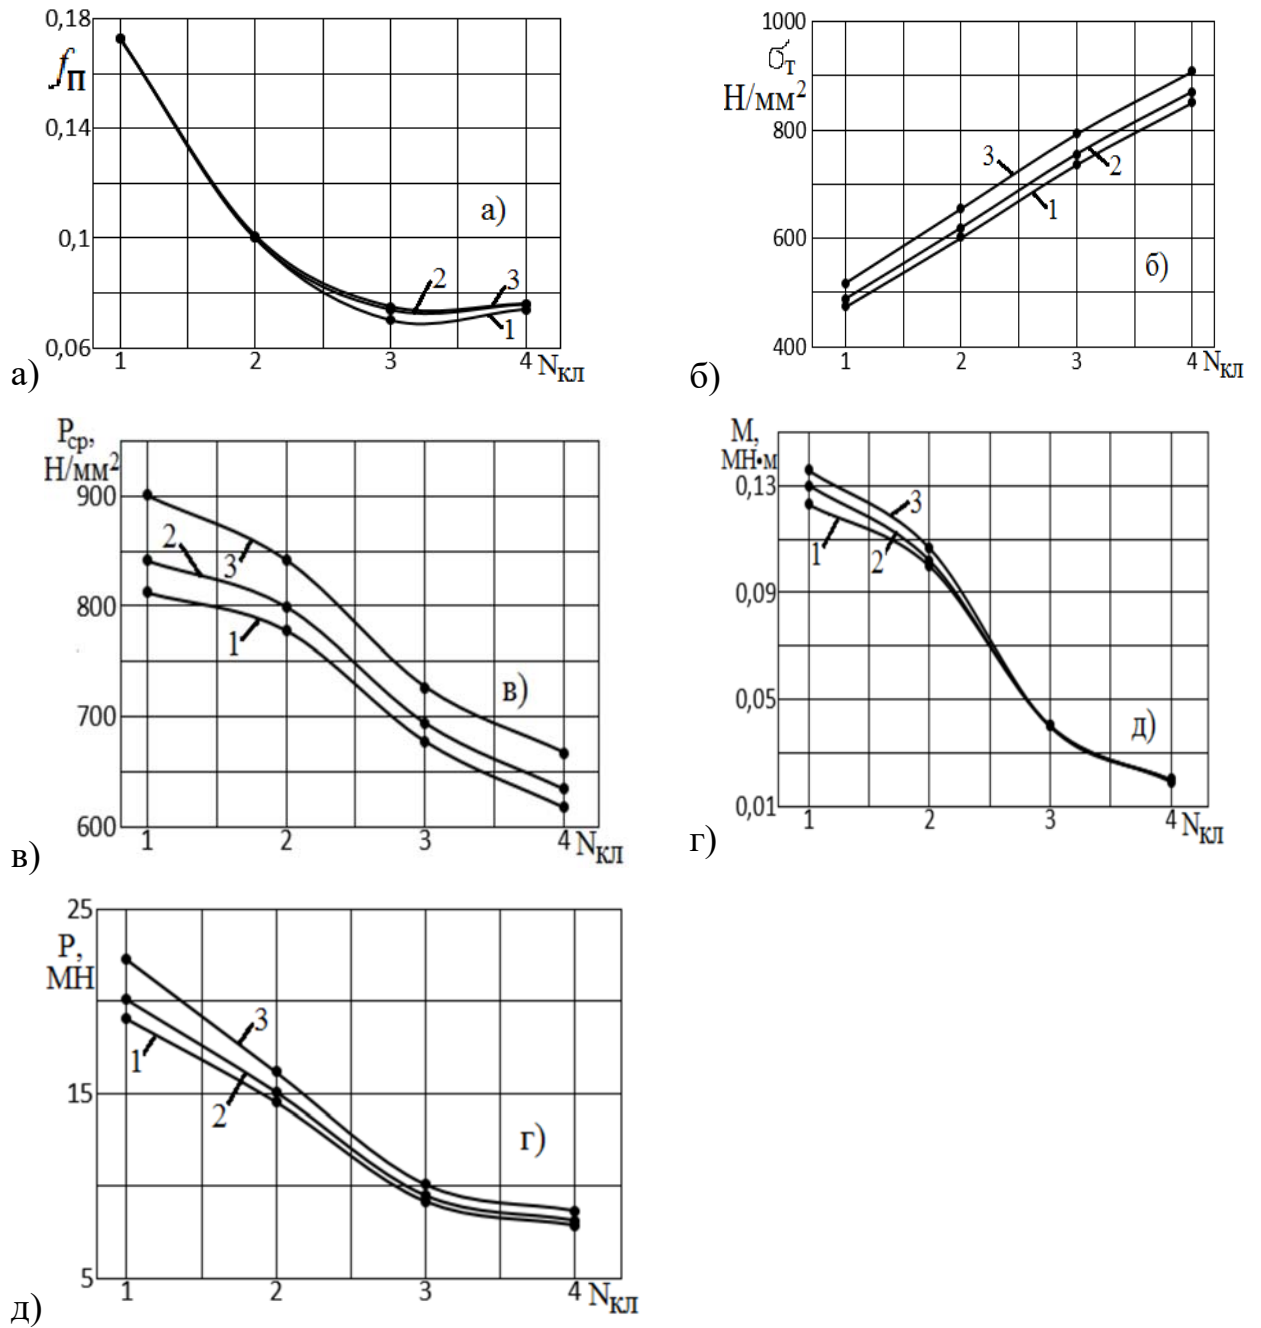 0,18
fП
0,14
а)
0,1
2 3
1
0,06
1 2 3 4 Nкл
а)
1000
σт
Н/мм²
800
3
2
1
600
б)
400
1 2 3 4 Nкл
б)
Pср,
Н/мм²
900
2
3
800
1
в)
700
600
1 2 3 4 Nкл
в)
М,
МН•м
0,13
3
1 2
0,09
0,05
д)
0,01
1 2 3 4 Nкл
г)
25
Р,
МН
3
1
15
2
г)
5
1 2 3 4 Nкл
д)